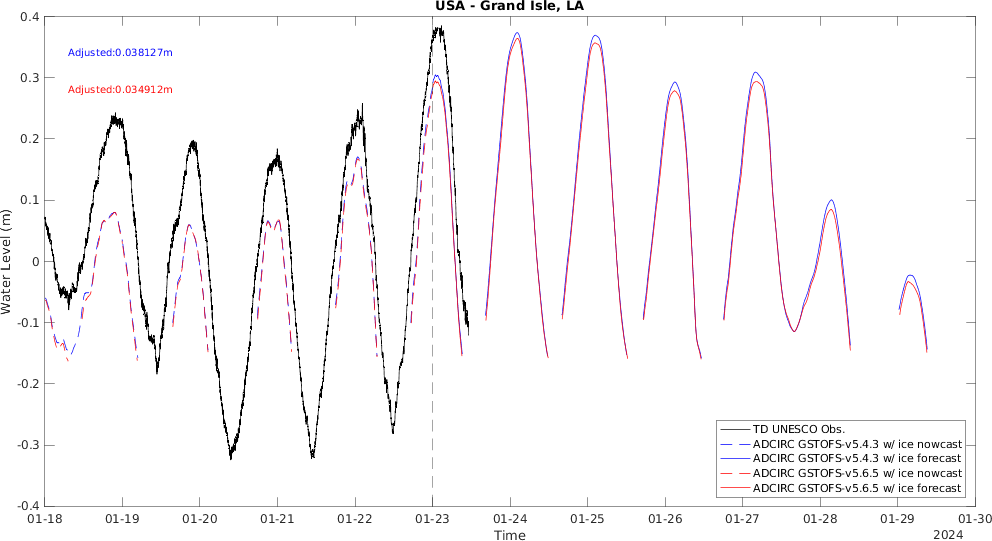 USA - Grand Isle, LA
0.4
0.3
0.2
0.1
0
-0.1
-0.2
-0.3
-0.4
Water Level (m)
Adjusted:0.038127m
Adjusted:0.034912m
TD UNESCO Obs.
ADCIRC GSTOFS-v5.4.3 w/ ice nowcast
ADCIRC GSTOFS-v5.4.3 w/ ice forecast
ADCIRC GSTOFS-v5.6.5 w/ ice nowcast
ADCIRC GSTOFS-v5.6.5 w/ ice forecast
01-18 01-19 01-20 01-21 01-22 01-23 01-24 01-25 01-26 01-27 01-28 01-29 01-30
Time
2024